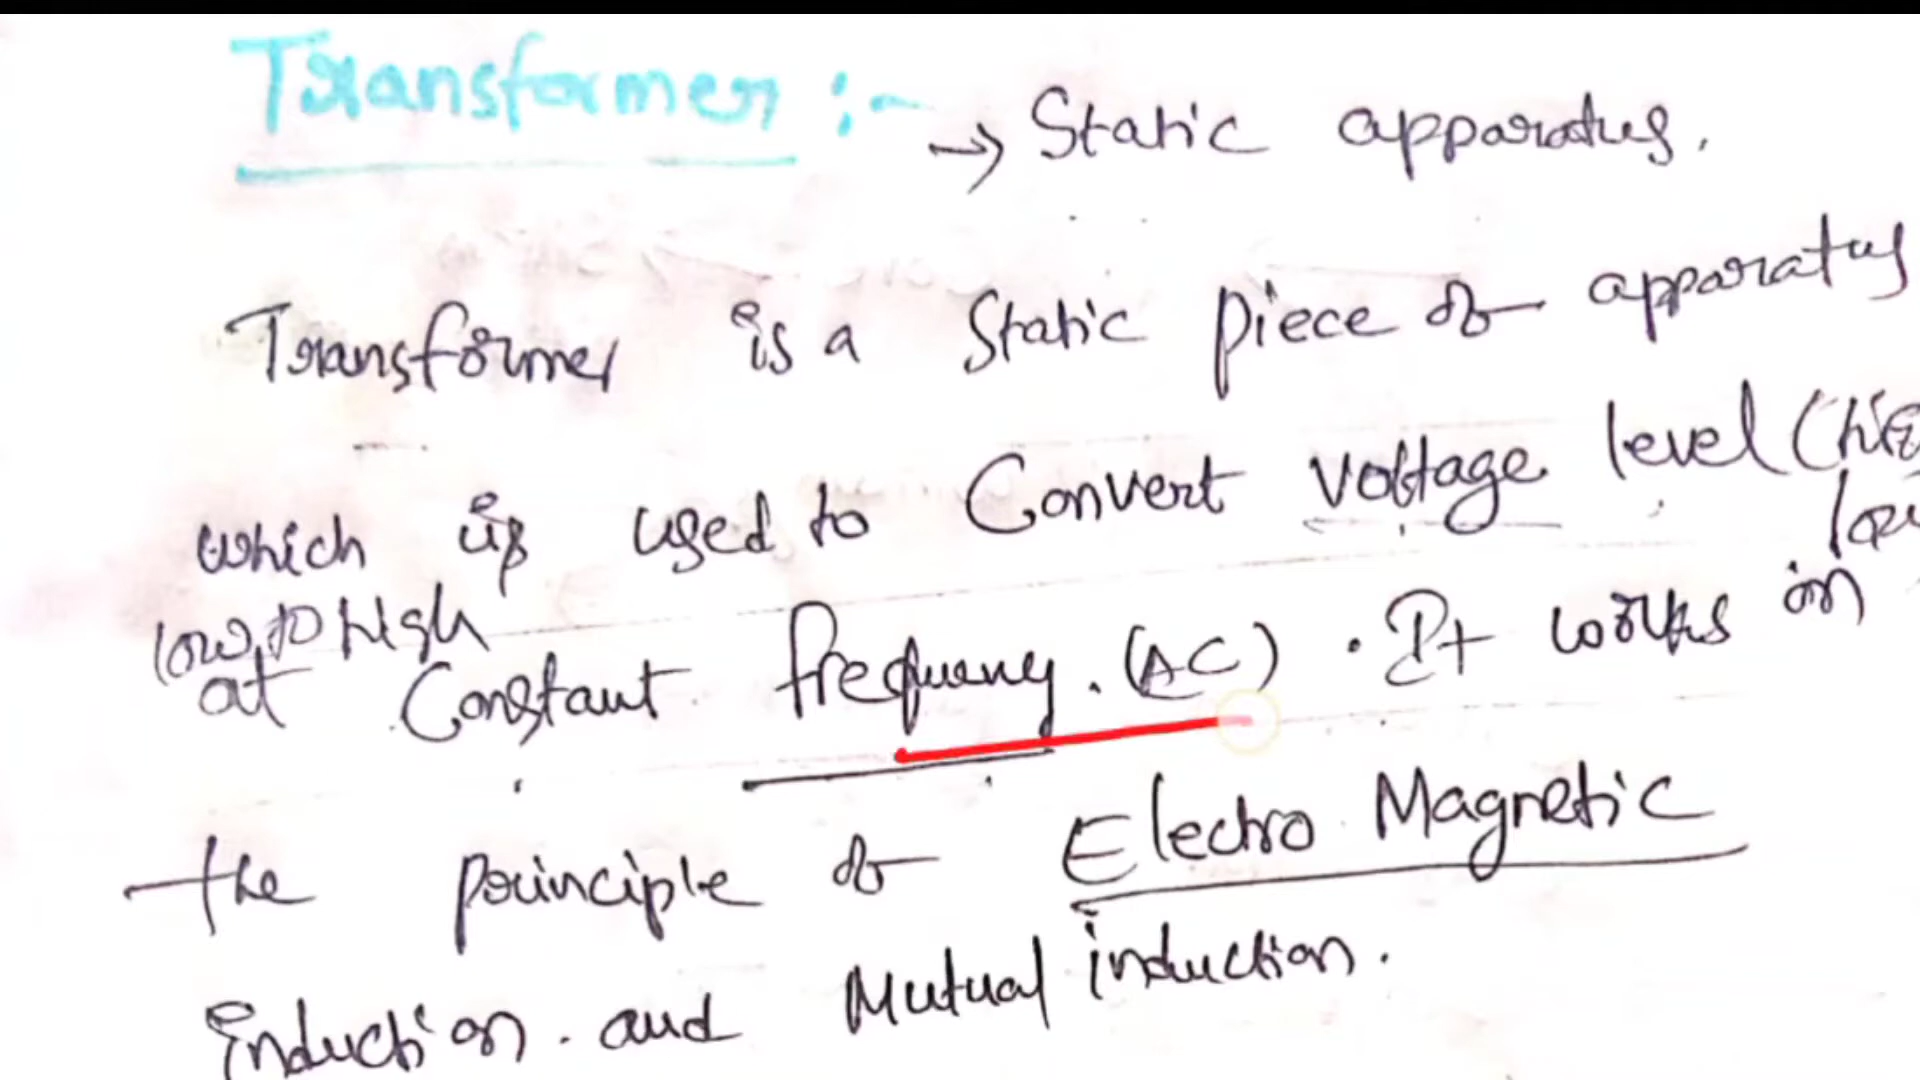 Transformer :-
→ Static apparatus.
Transformer is a Static piece of apparatus
which is used to Convert voltage level (
low to High
at Constant frequency. (AC). It works on
the principle of Electro Magnetic
induction. and Mutual induction.